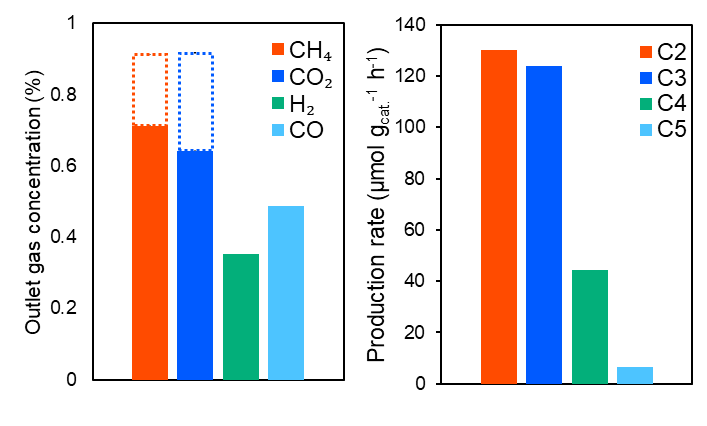 Outlet gas concentration (%)
1
0.8
0.6
0.4
0.2
0
CH₄
CO₂
H₂
CO
Production rate (μmol gcat.⁻¹ h⁻¹)
140
120
100
80
60
40
20
0
C2
C3
C4
C5